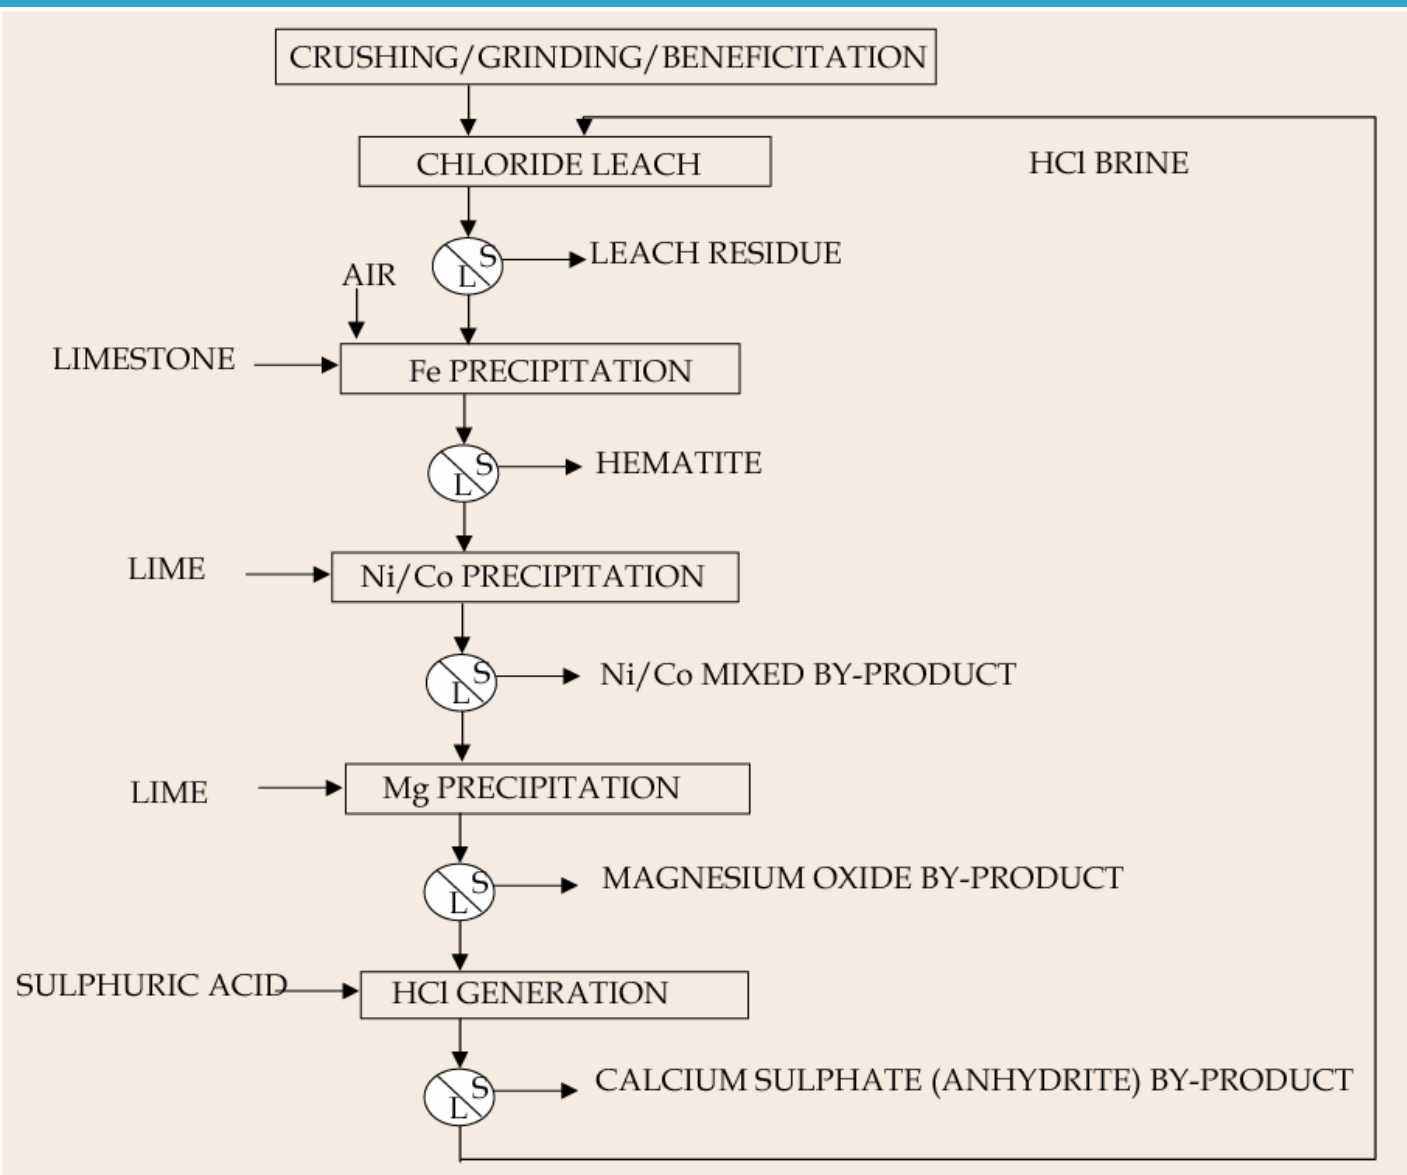 CRUSHING/GRINDING/BENEFICITATION
CHLORIDE LEACH
HCl BRINE
S
L
LEACH RESIDUE
AIR
LIMESTONE
Fe PRECIPITATION
S
L
HEMATITE
LIME
Ni/Co PRECIPITATION
S
L
Ni/Co MIXED BY-PRODUCT
LIME
Mg PRECIPITATION
S
L
MAGNESIUM OXIDE BY-PRODUCT
SULPHURIC ACID
HCl GENERATION
S
L
CALCIUM SULPHATE (ANHYDRITE) BY-PRODUCT